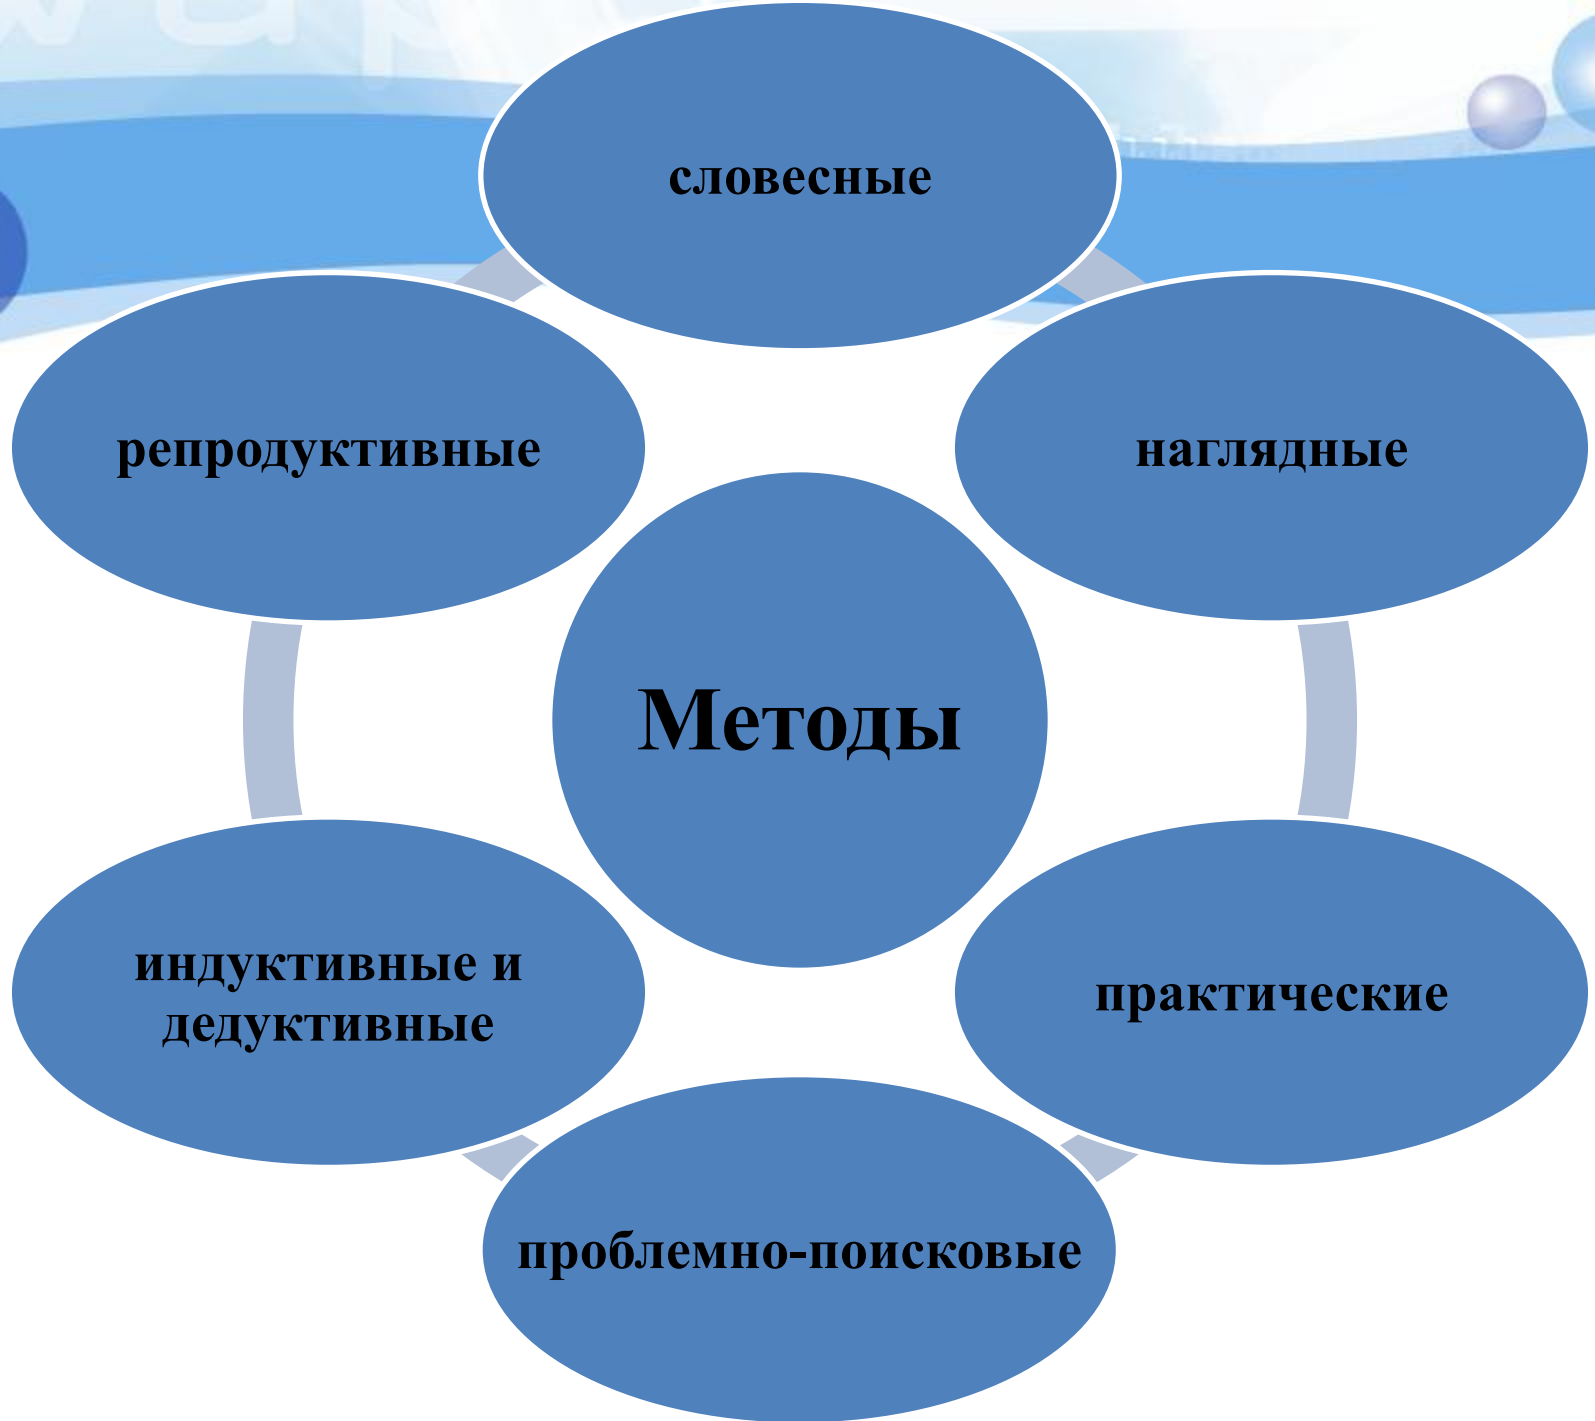 словесные
наглядные
практические
проблемно-поисковые
индуктивные и
дедуктивные
репродуктивные
Методы